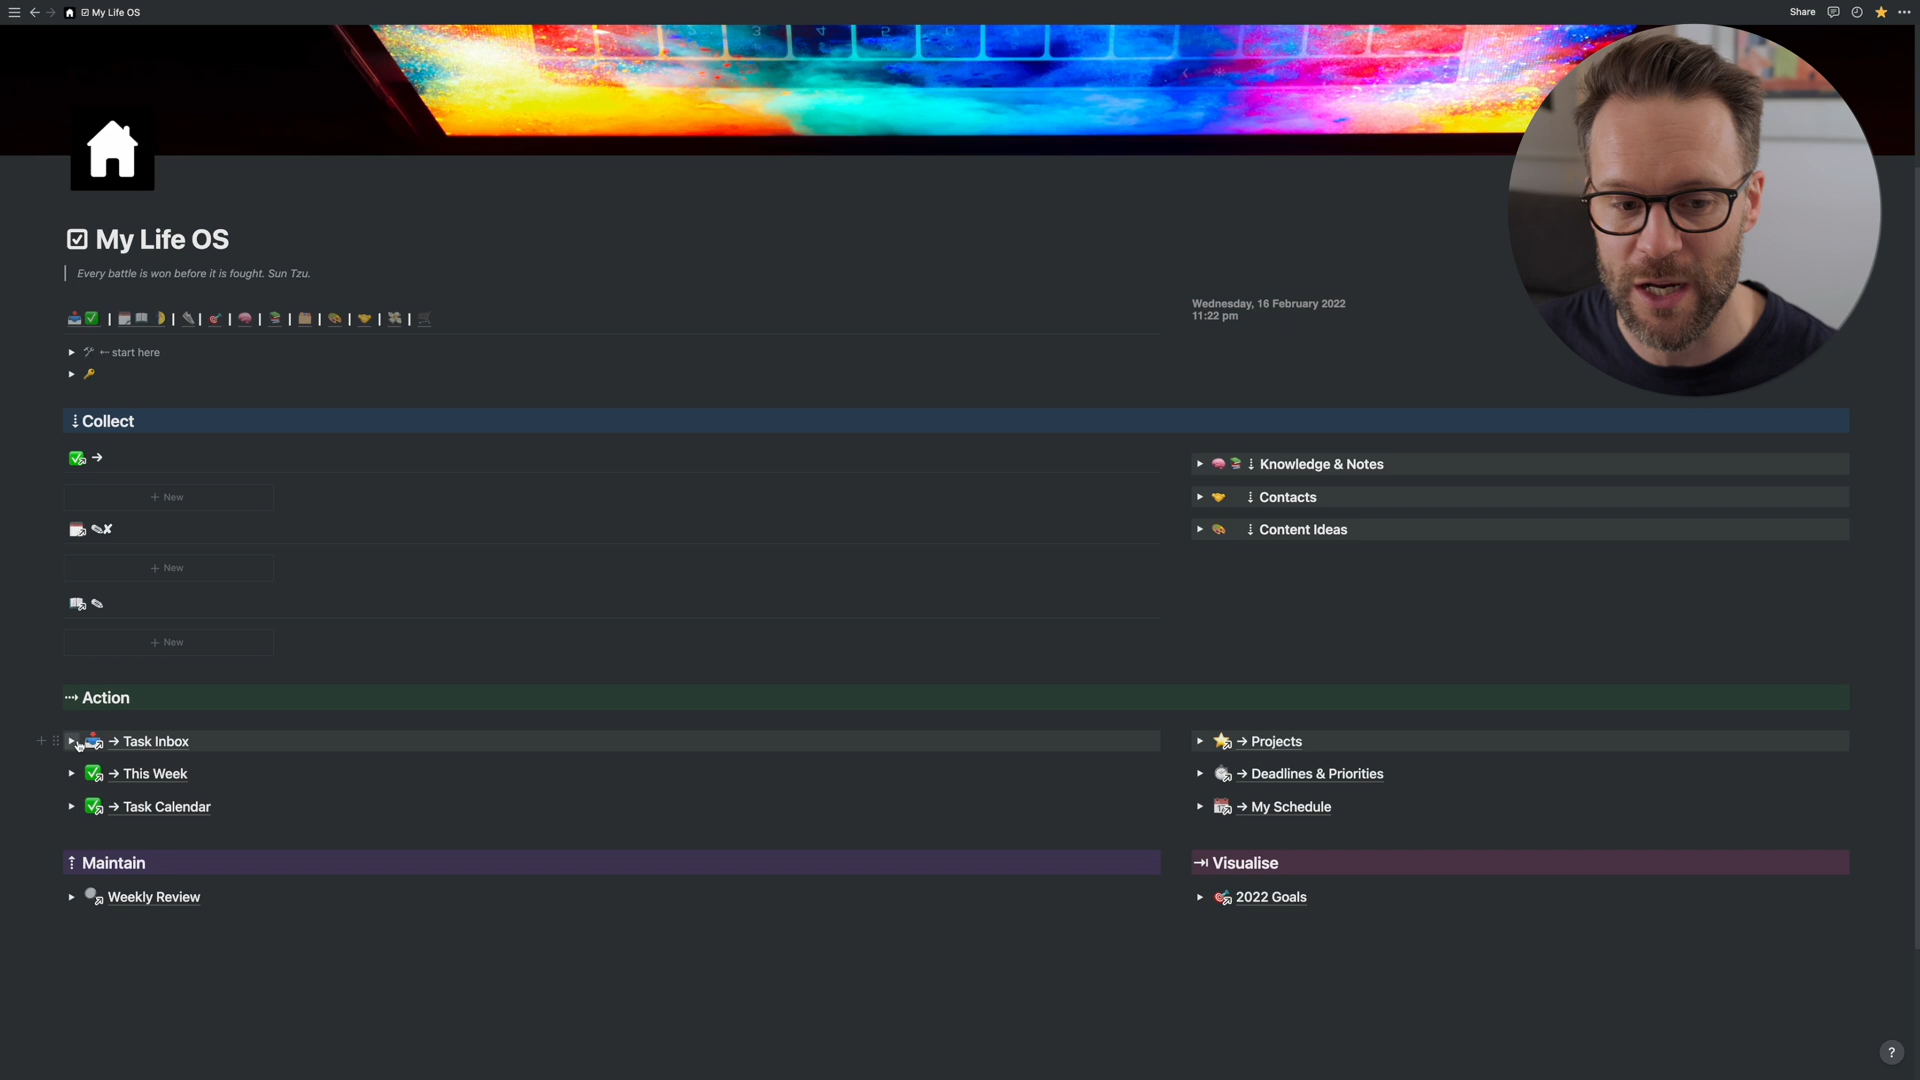 My Life OS
Share
My Life OS
Every battle is won before it is fought. Sun Tzu.
Wednesday, 16 February 2022
11:22 pm
← start here
Collect
→
+ New
+ New
+ New
Knowledge & Notes
Contacts
Content Ideas
Action
→ Task Inbox
→ This Week
→ Task Calendar
→ Projects
→ Deadlines & Priorities
→ My Schedule
Maintain
Weekly Review
Visualise
2022 Goals
?